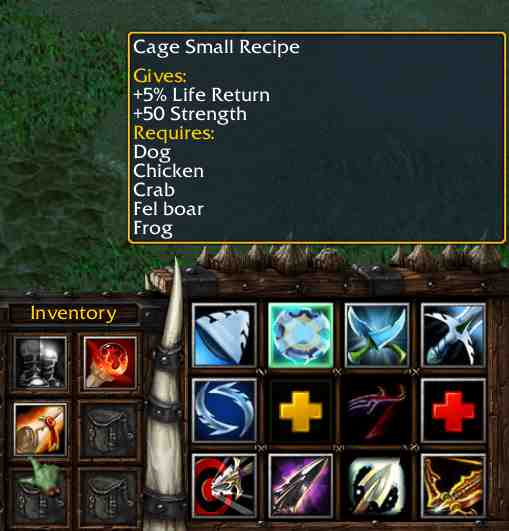 Cage Small Recipe
Gives:
+5% Life Return
+50 Strength
Requires:
Dog
Chicken
Crab
Fel boar
Frog
Inventory